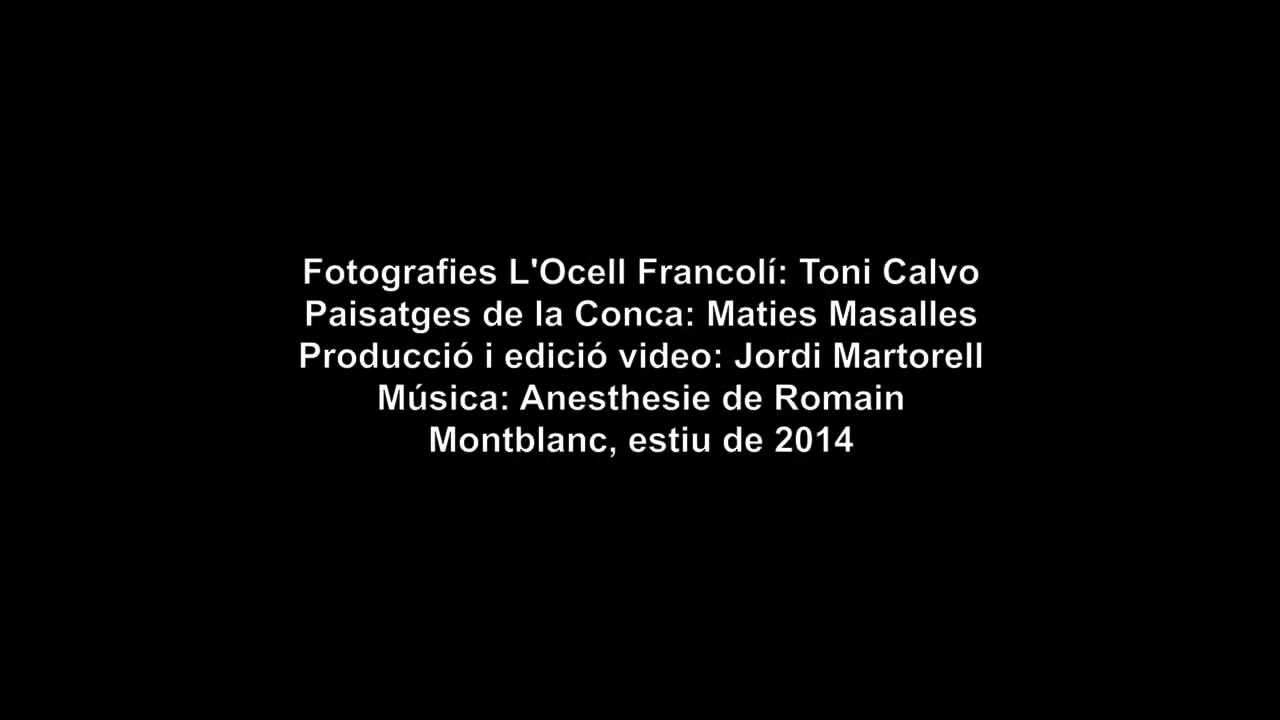 Fotografies L'Ocell Francolí: Toni Calvo
Paisatges de la Conca: Maties Masalles
Producció i edició video: Jordi Martorell
Música: Anesthesie de Romain
Montblanc, estiu de 2014